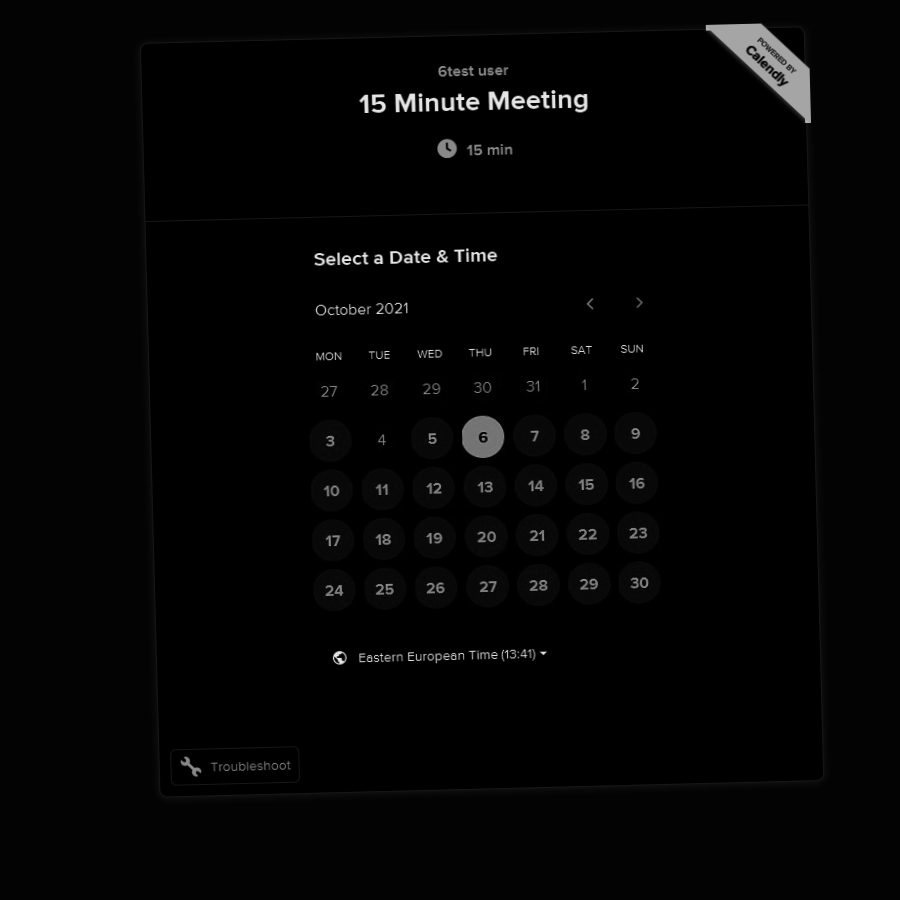 POWERED BY
Calendly
6test user
15 Minute Meeting
15 min
Select a Date & Time
October 2021
MON TUE WED THU FRI SAT SUN
27 28 29 30 31 1 2
3 4 5 6 7 8 9
10 11 12 13 14 15 16
17 18 19 20 21 22 23
24 25 26 27 28 29 30
Eastern European Time (13:41)
Troubleshoot